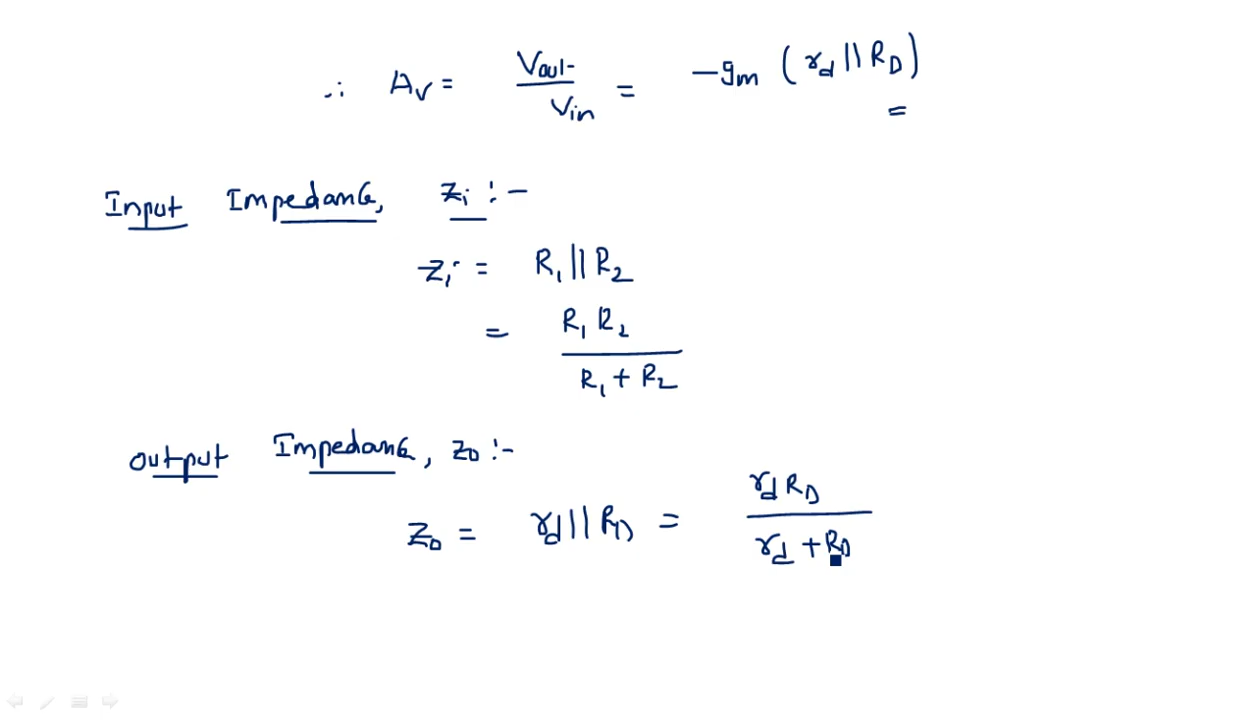 ∴ Av = Vout / Vin = -gm (rd || RD)
=
Input Impedance, Zi :-
Zi = R1 || R2
= R1 R2 / R1 + R2
Output Impedance, Zo :-
Zo = rd || RD = rd RD / rd + RD